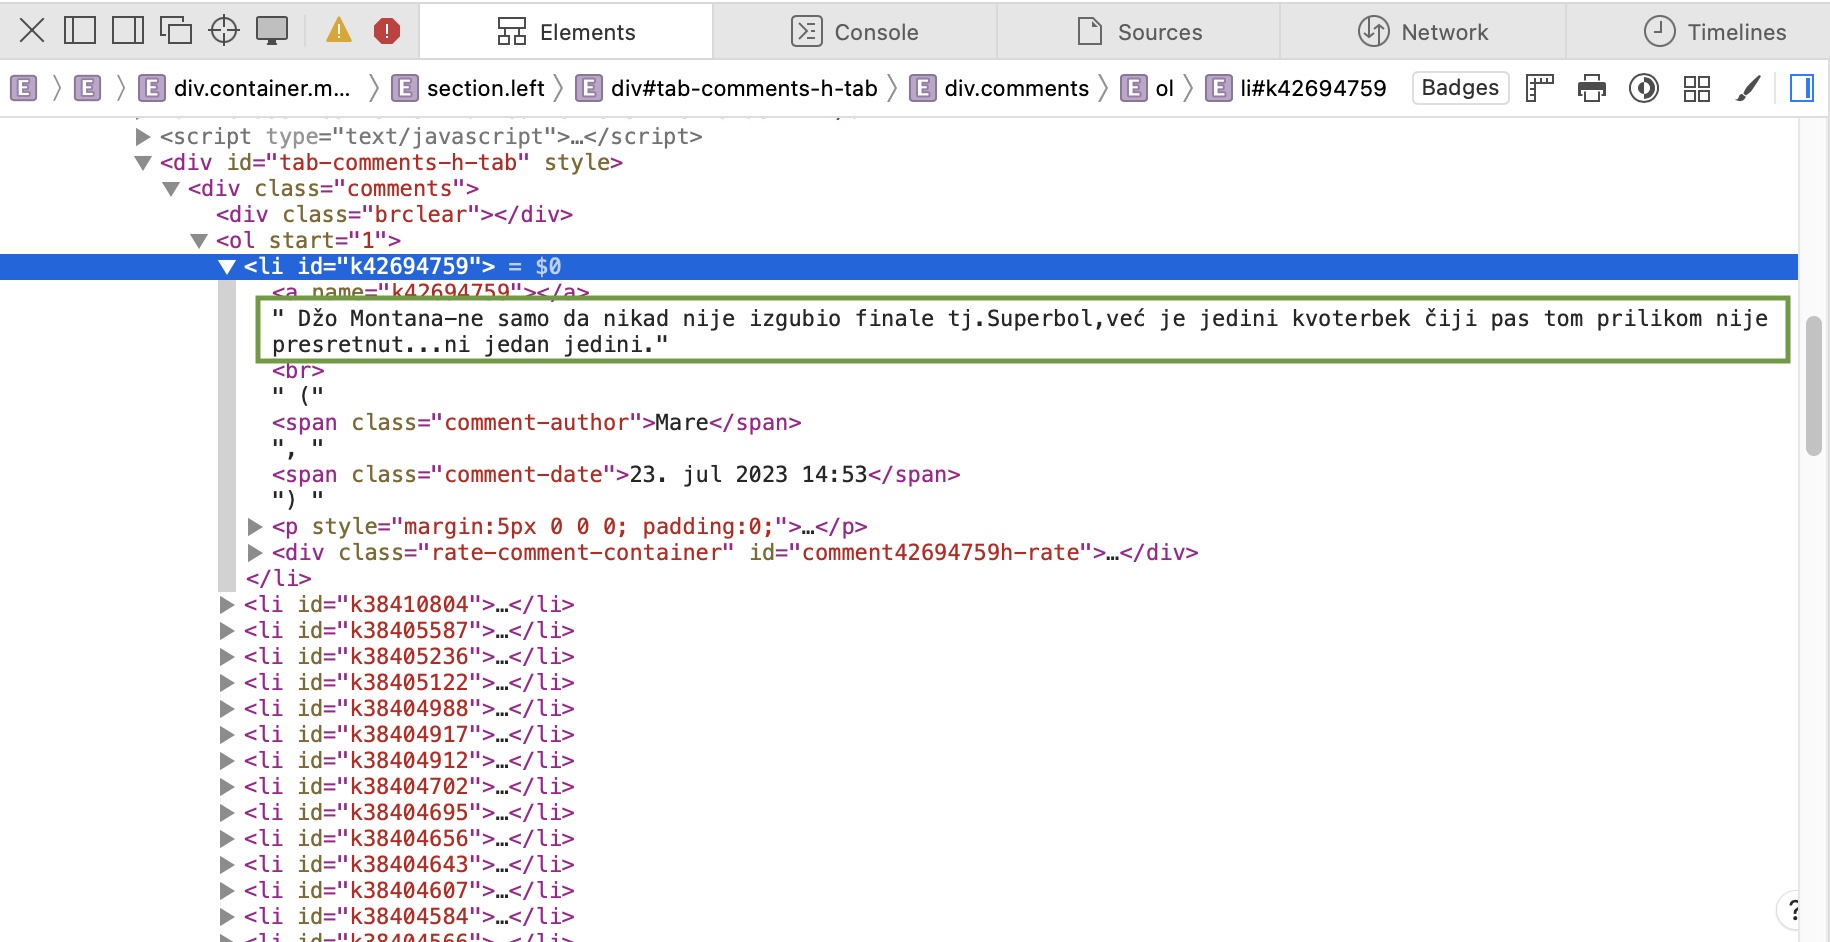 Elements
Console
Sources
Network
Timelines
E E E div.container.m... E section.left E div#tab-comments-h-tab E div.comments E ol E li#k42694759 Badges
<script type="text/javascript">…</script>
<div id="tab-comments-h-tab" style>
<div class="comments">
<div class="brclear"></div>
<ol start="1">
<li id="k42694759"> = $0
<a name="k42694759"></a>
" Džo Montana-ne samo da nikad nije izgubio finale tj.Superbol,već je jedini kvoterbek čiji pas tom prilikom nije
presretnut...ni jedan jedini."
<br>
" ("
<span class="comment-author">Mare</span>
", "
<span class="comment-date">23. jul 2023 14:53</span>
") "
<p style="margin:5px 0 0 0; padding:0;">…</p>
<div class="rate-comment-container" id="comment42694759h-rate">…</div>
</li>
<li id="k38410804">…</li>
<li id="k38405587">…</li>
<li id="k38405236">…</li>
<li id="k38405122">…</li>
<li id="k38404988">…</li>
<li id="k38404917">…</li>
<li id="k38404912">…</li>
<li id="k38404702">…</li>
<li id="k38404695">…</li>
<li id="k38404656">…</li>
<li id="k38404643">…</li>
<li id="k38404607">…</li>
<li id="k38404584">…</li>
<li id="k38404566">…</li>
?